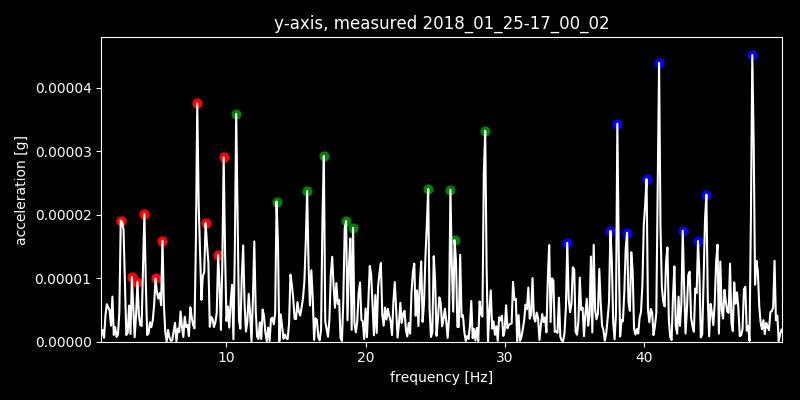 y-axis, measured 2018_01_25-17_00_02
acceleration [g]
0.00004
0.00003
0.00002
0.00001
0.00000
10 20 30 40
frequency [Hz]